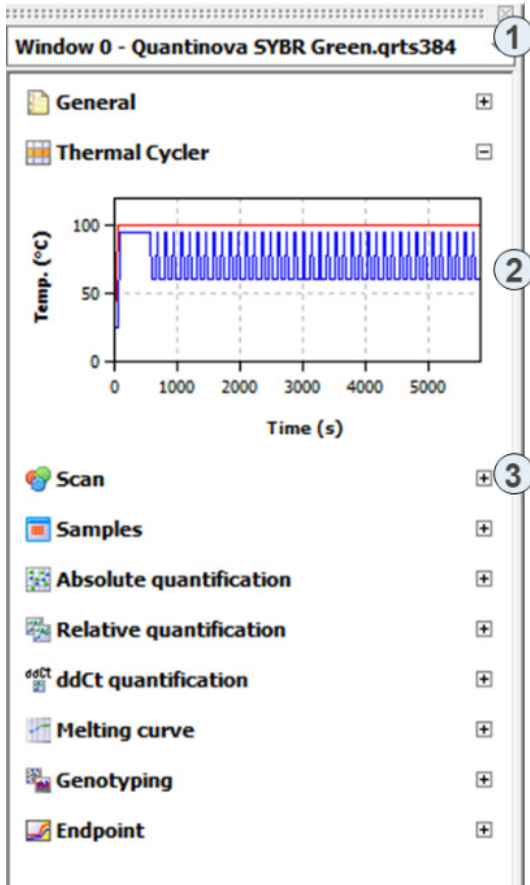 Window 0 - Quantinova SYBR Green.qrts384
1
General
Thermal Cycler
Temp. (°C)
100
50
0
0 1000 2000 3000 4000 5000
Time (s)
2
Scan
3
Samples
Absolute quantification
Relative quantification
ddCt
ddCt quantification
Melting curve
Genotyping
Endpoint